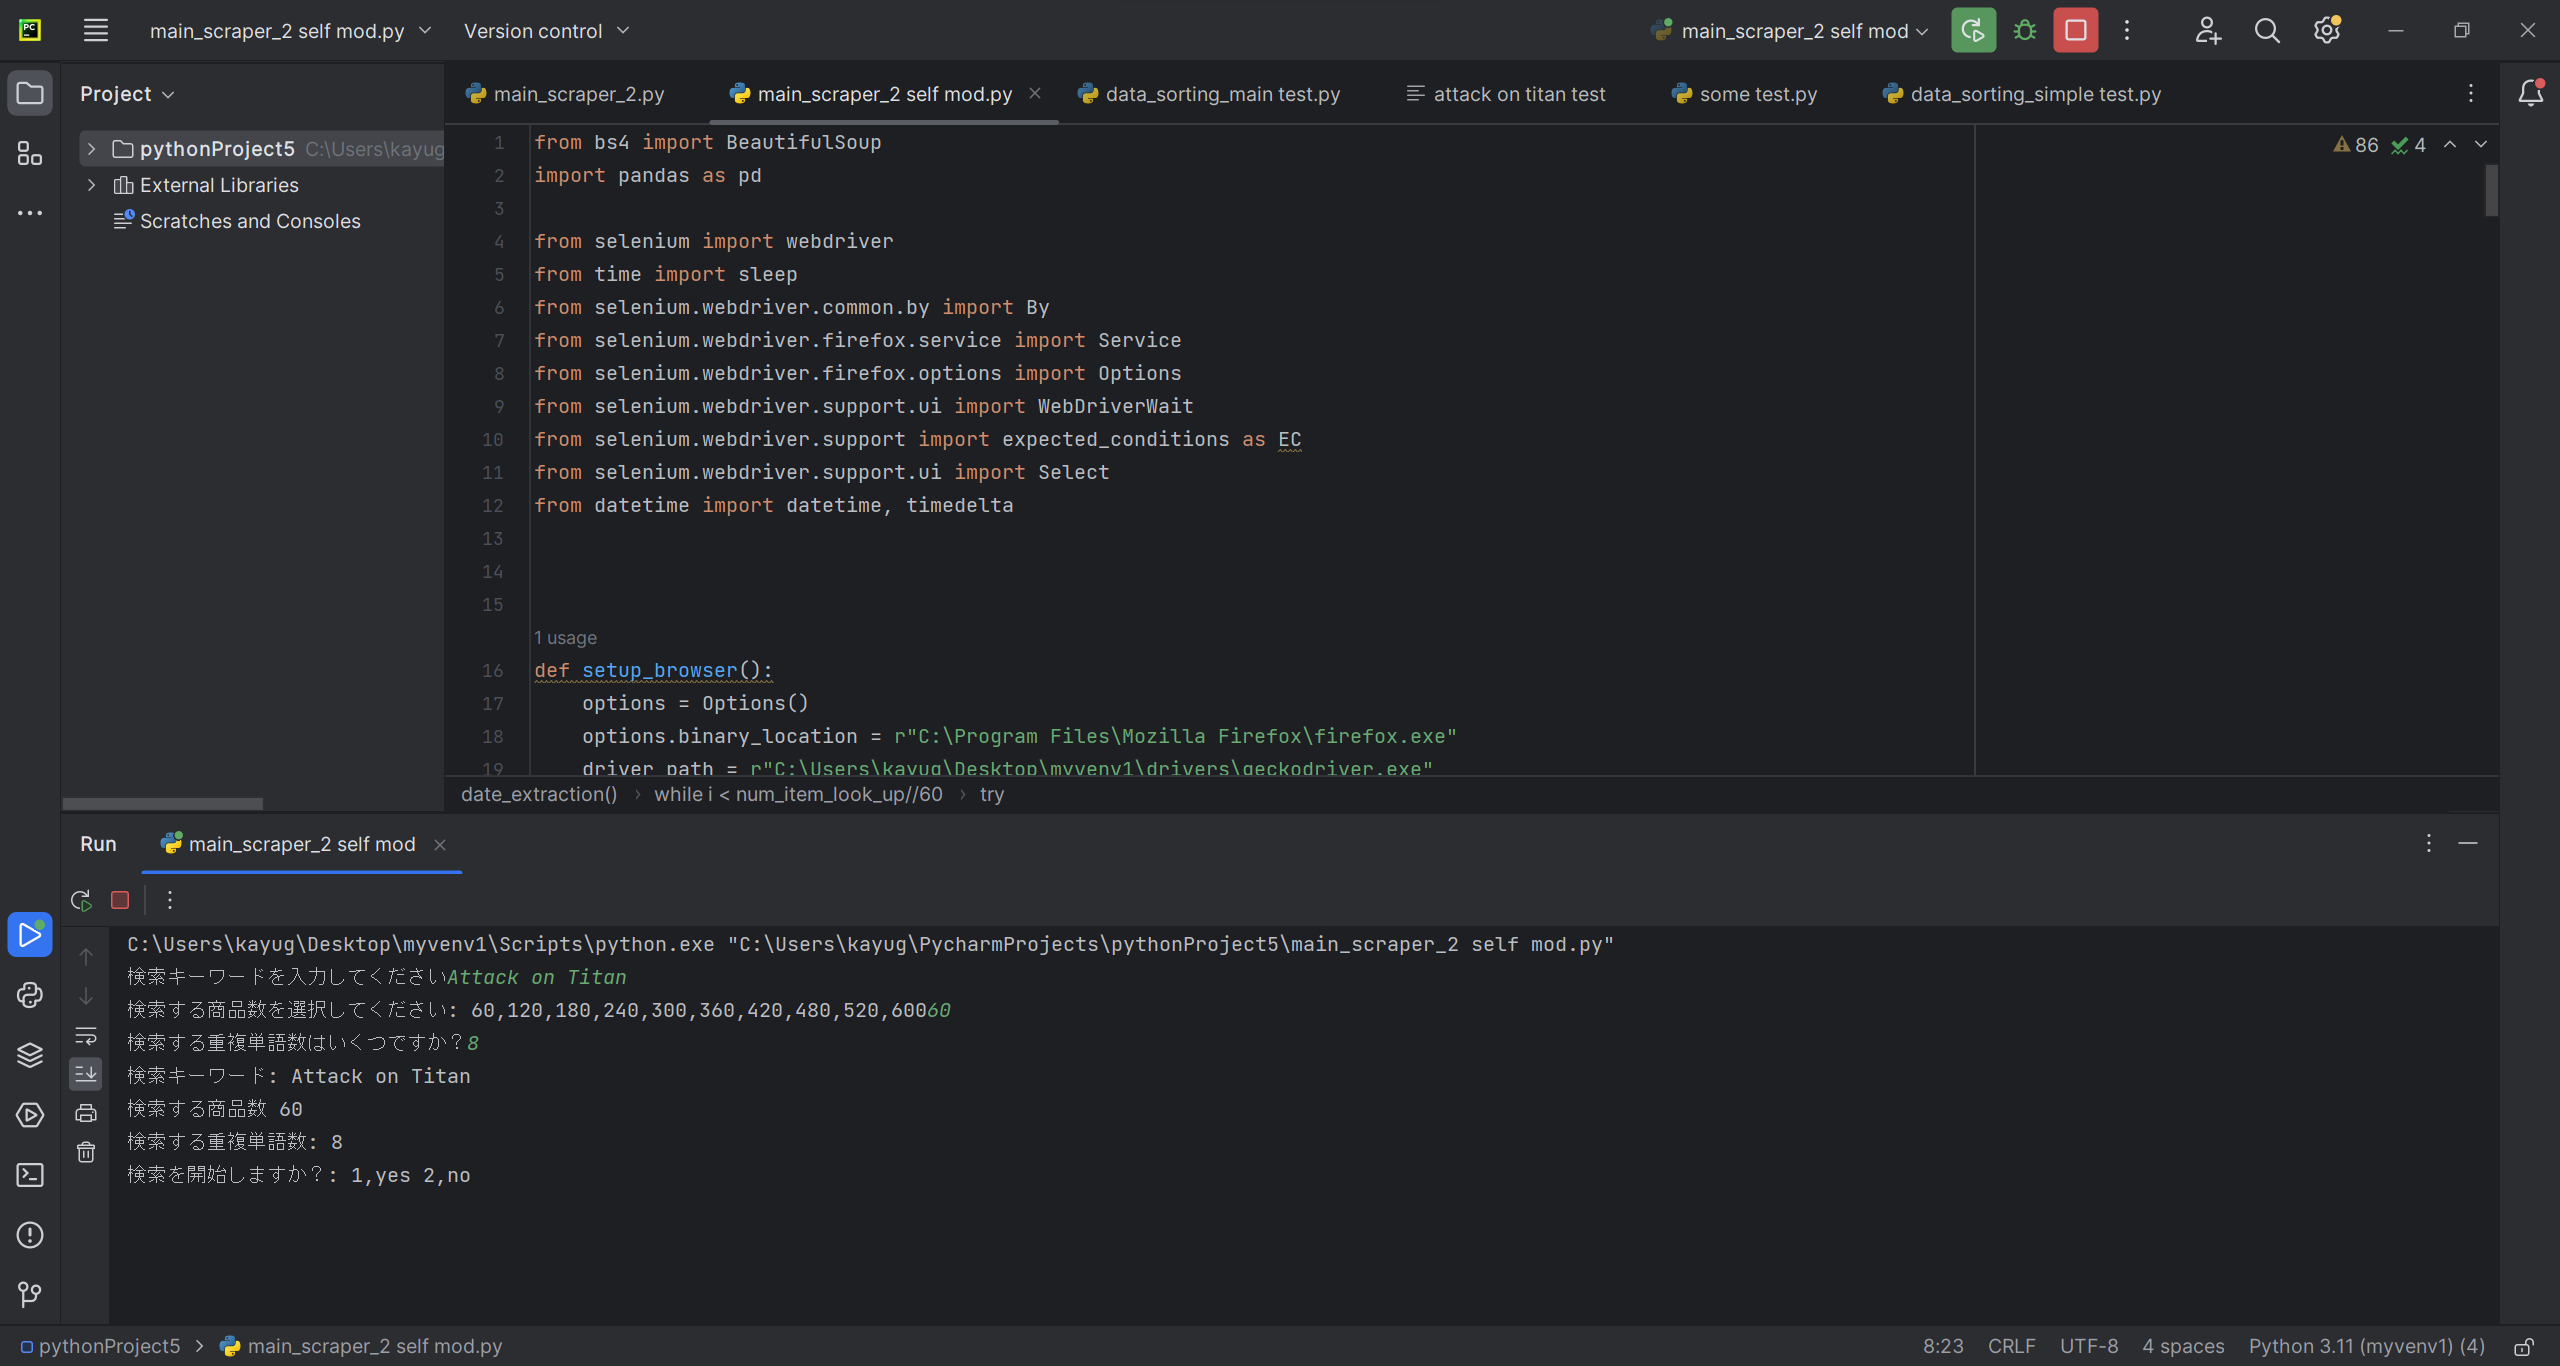 PC
main_scraper_2 self mod.py
Version control
main_scraper_2 self mod
Project
main_scraper_2.py
main_scraper_2 self mod.py
data_sorting_main test.py
attack on titan test
some test.py
data_sorting_simple test.py
pythonProject5 C:\Users\kayug
External Libraries
Scratches and Consoles
86
4
1 from bs4 import BeautifulSoup
2 import pandas as pd
3
4 from selenium import webdriver
5 from time import sleep
6 from selenium.webdriver.common.by import By
7 from selenium.webdriver.firefox.service import Service
8 from selenium.webdriver.firefox.options import Options
9 from selenium.webdriver.support.ui import WebDriverWait
10 from selenium.webdriver.support import expected_conditions as EC
11 from selenium.webdriver.support.ui import Select
12 from datetime import datetime, timedelta
13
14
15
1 usage
16 def setup_browser():
17 options = Options()
18 options.binary_location = r"C:\Program Files\Mozilla Firefox\firefox.exe"
19 driver_path = r"C:\Users\kayug\Desktop\myvenv1\drivers\geckodriver.exe"
date_extraction() › while i < num_item_look_up//60 › try
Run
main_scraper_2 self mod
C:\Users\kayug\Desktop\myvenv1\Scripts\python.exe "C:\Users\kayug\PycharmProjects\pythonProject5\main_scraper_2 self mod.py"
検索キーワードを入力してくださいAttack on Titan
検索する商品数を選択してください: 60,120,180,240,300,360,420,480,520,60060
検索する重複単語数はいくつですか？8
検索キーワード: Attack on Titan
検索する商品数 60
検索する重複単語数: 8
検索を開始しますか？: 1,yes 2,no
pythonProject5 › main_scraper_2 self mod.py
8:23
CRLF
UTF-8
4 spaces
Python 3.11 (myvenv1) (4)